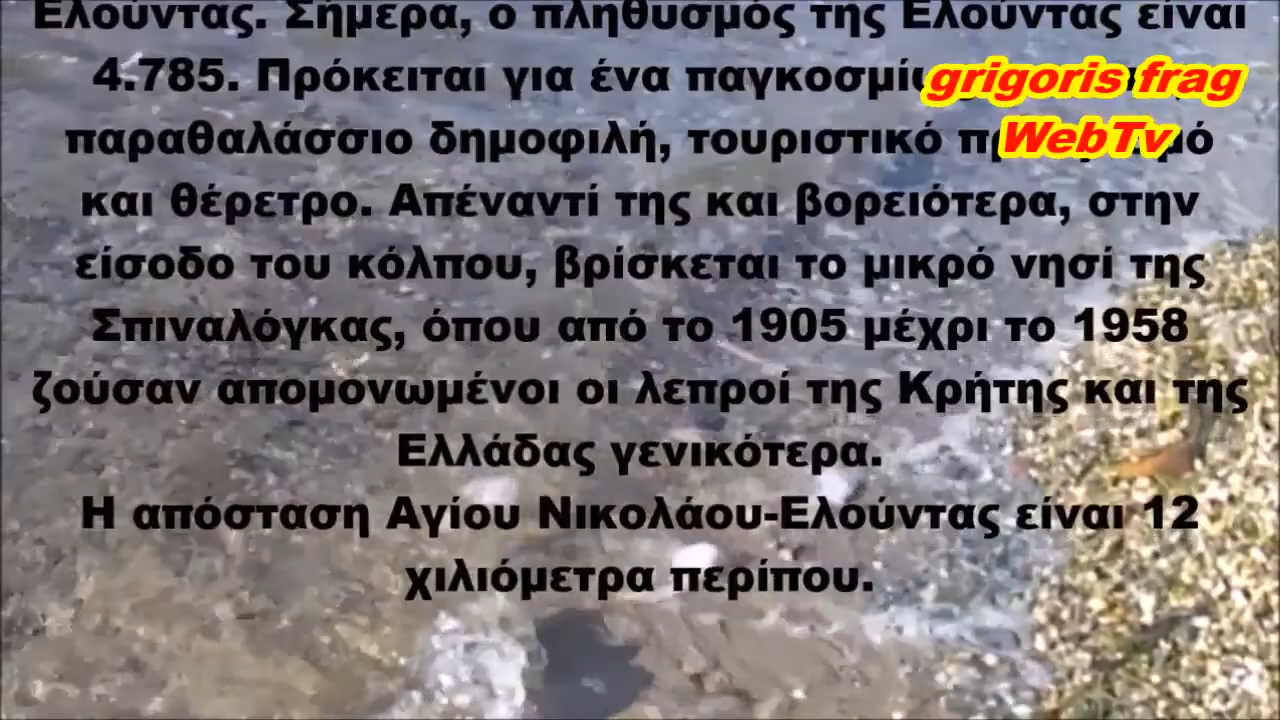 Ελούντας. Σήμερα, ο πληθυσμός της Ελούντας είναι
4.785. Πρόκειται για ένα
παραθαλάσσιο δημοφιλή, τουριστικό
και θέρετρο. Απέναντί της και βορειότερα, στην
είσοδο του κόλπου, βρίσκεται το μικρό νησί της
Σπιναλόγκας, όπου από το 1905 μέχρι το 1958
ζούσαν απομονωμένοι οι λεπροί της Κρήτης και της
Ελλάδας γενικότερα.
Η απόσταση Αγίου Νικολάου-Ελούντας είναι 12
χιλιόμετρα περίπου.
grigoris frag
WebTv